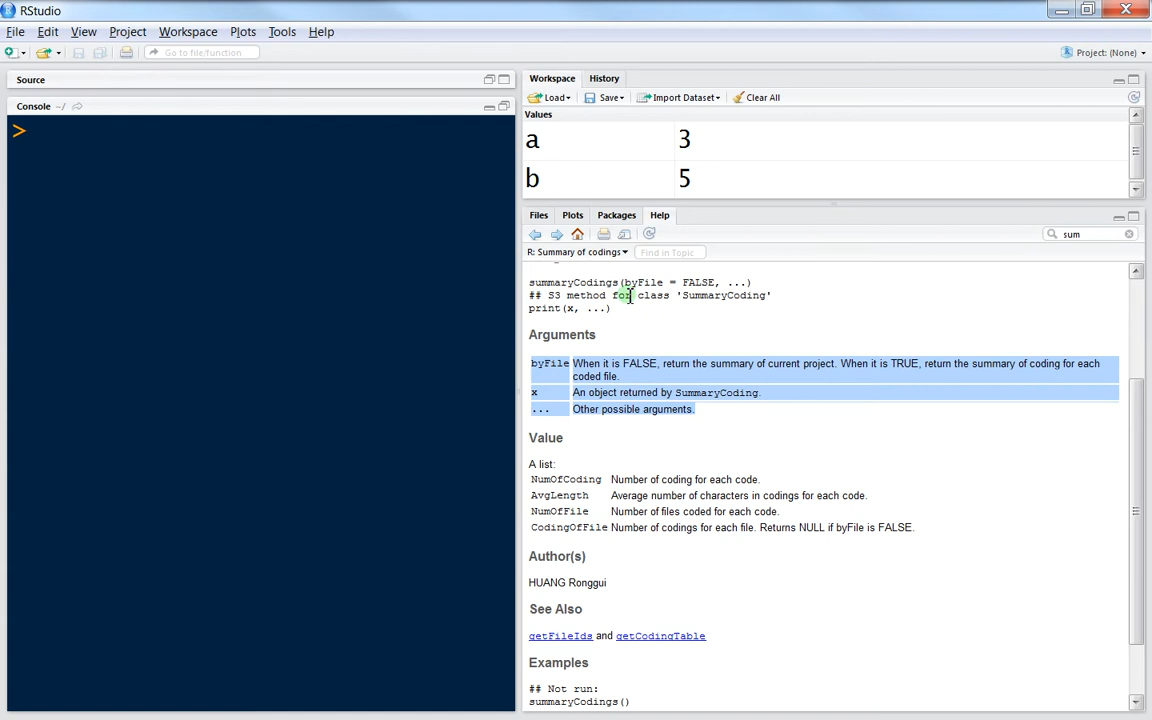 RStudio
File Edit View Project Workspace Plots Tools Help
Go to file/function
Project: (None)
Source
Console ~/
>
Workspace History
Load Save Import Dataset Clear All
Values
a 3
b 5
Files Plots Packages Help
sum
R: Summary of codings Find in Topic
summaryCodings(byFile = FALSE, ...)
## S3 method for class 'SummaryCoding'
print(x, ...)
Arguments
byFile When it is FALSE, return the summary of current project. When it is TRUE, return the summary of coding for each
coded file.
x An object returned by SummaryCoding.
... Other possible arguments.
Value
A list:
NumOfCoding Number of coding for each code.
AvgLength Average number of characters in codings for each code.
NumOfFile Number of files coded for each code.
CodingOfFile Number of codings for each file. Returns NULL if byFile is FALSE.
Author(s)
HUANG Ronggui
See Also
getFileIds and getCodingTable
Examples
## Not run:
summaryCodings()